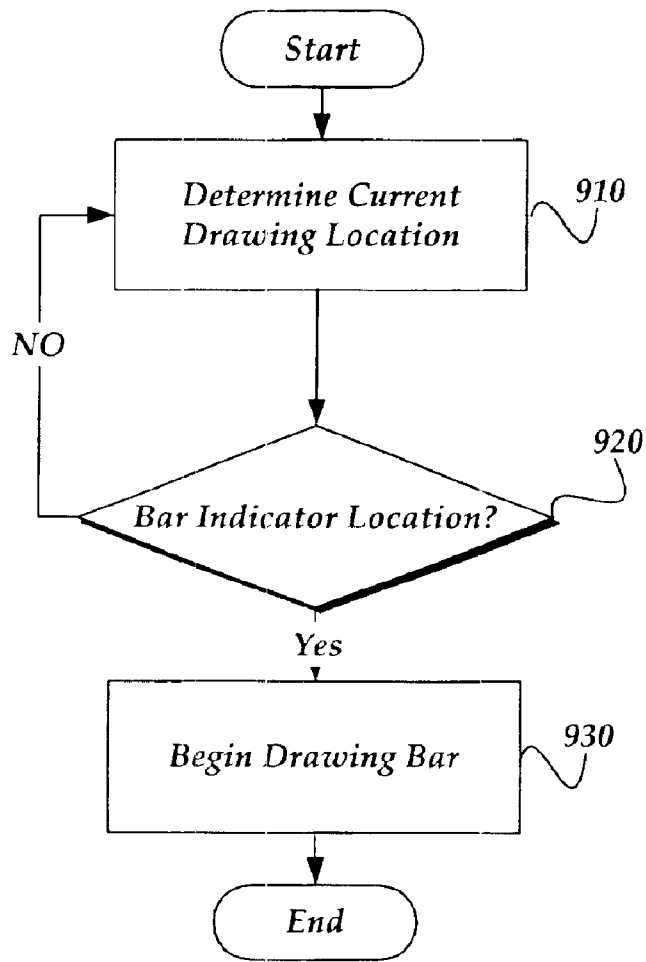 Start
Determine Current
Drawing Location
910
NO
920
Bar Indicator Location?
Yes
Begin Drawing Bar
930
End